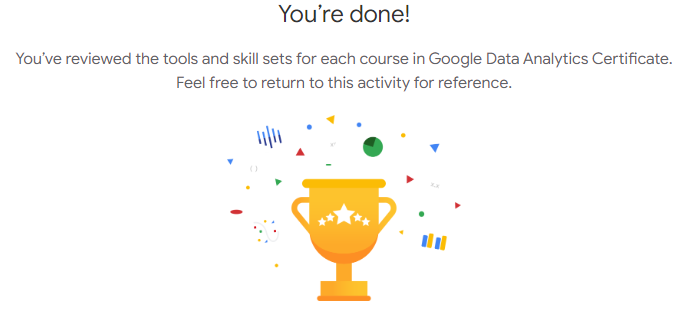 You're done!
You've reviewed the tools and skill sets for each course in Google Data Analytics Certificate.
Feel free to return to this activity for reference.